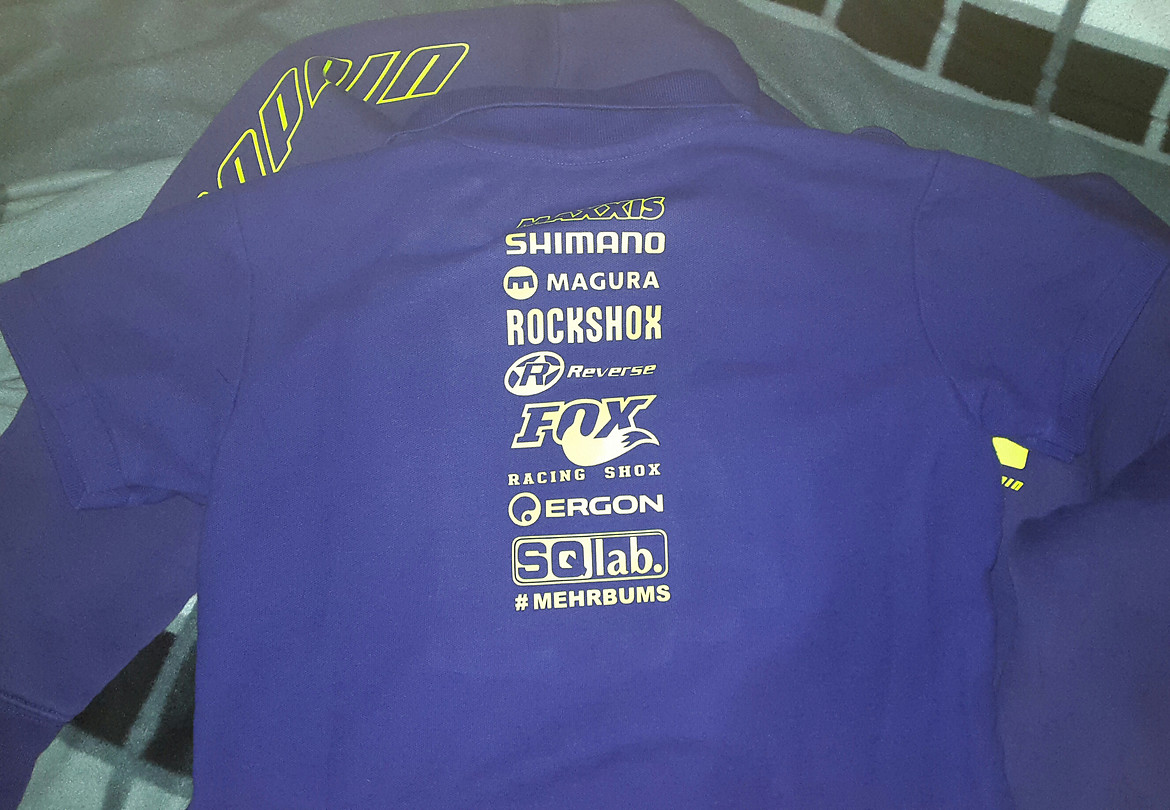 MAXXIS
SHIMANO
m MAGURA
ROCKSHOX
R Reverse
FOX
RACING SHOX
ERGON
SQlab.
#MEHRBUMS